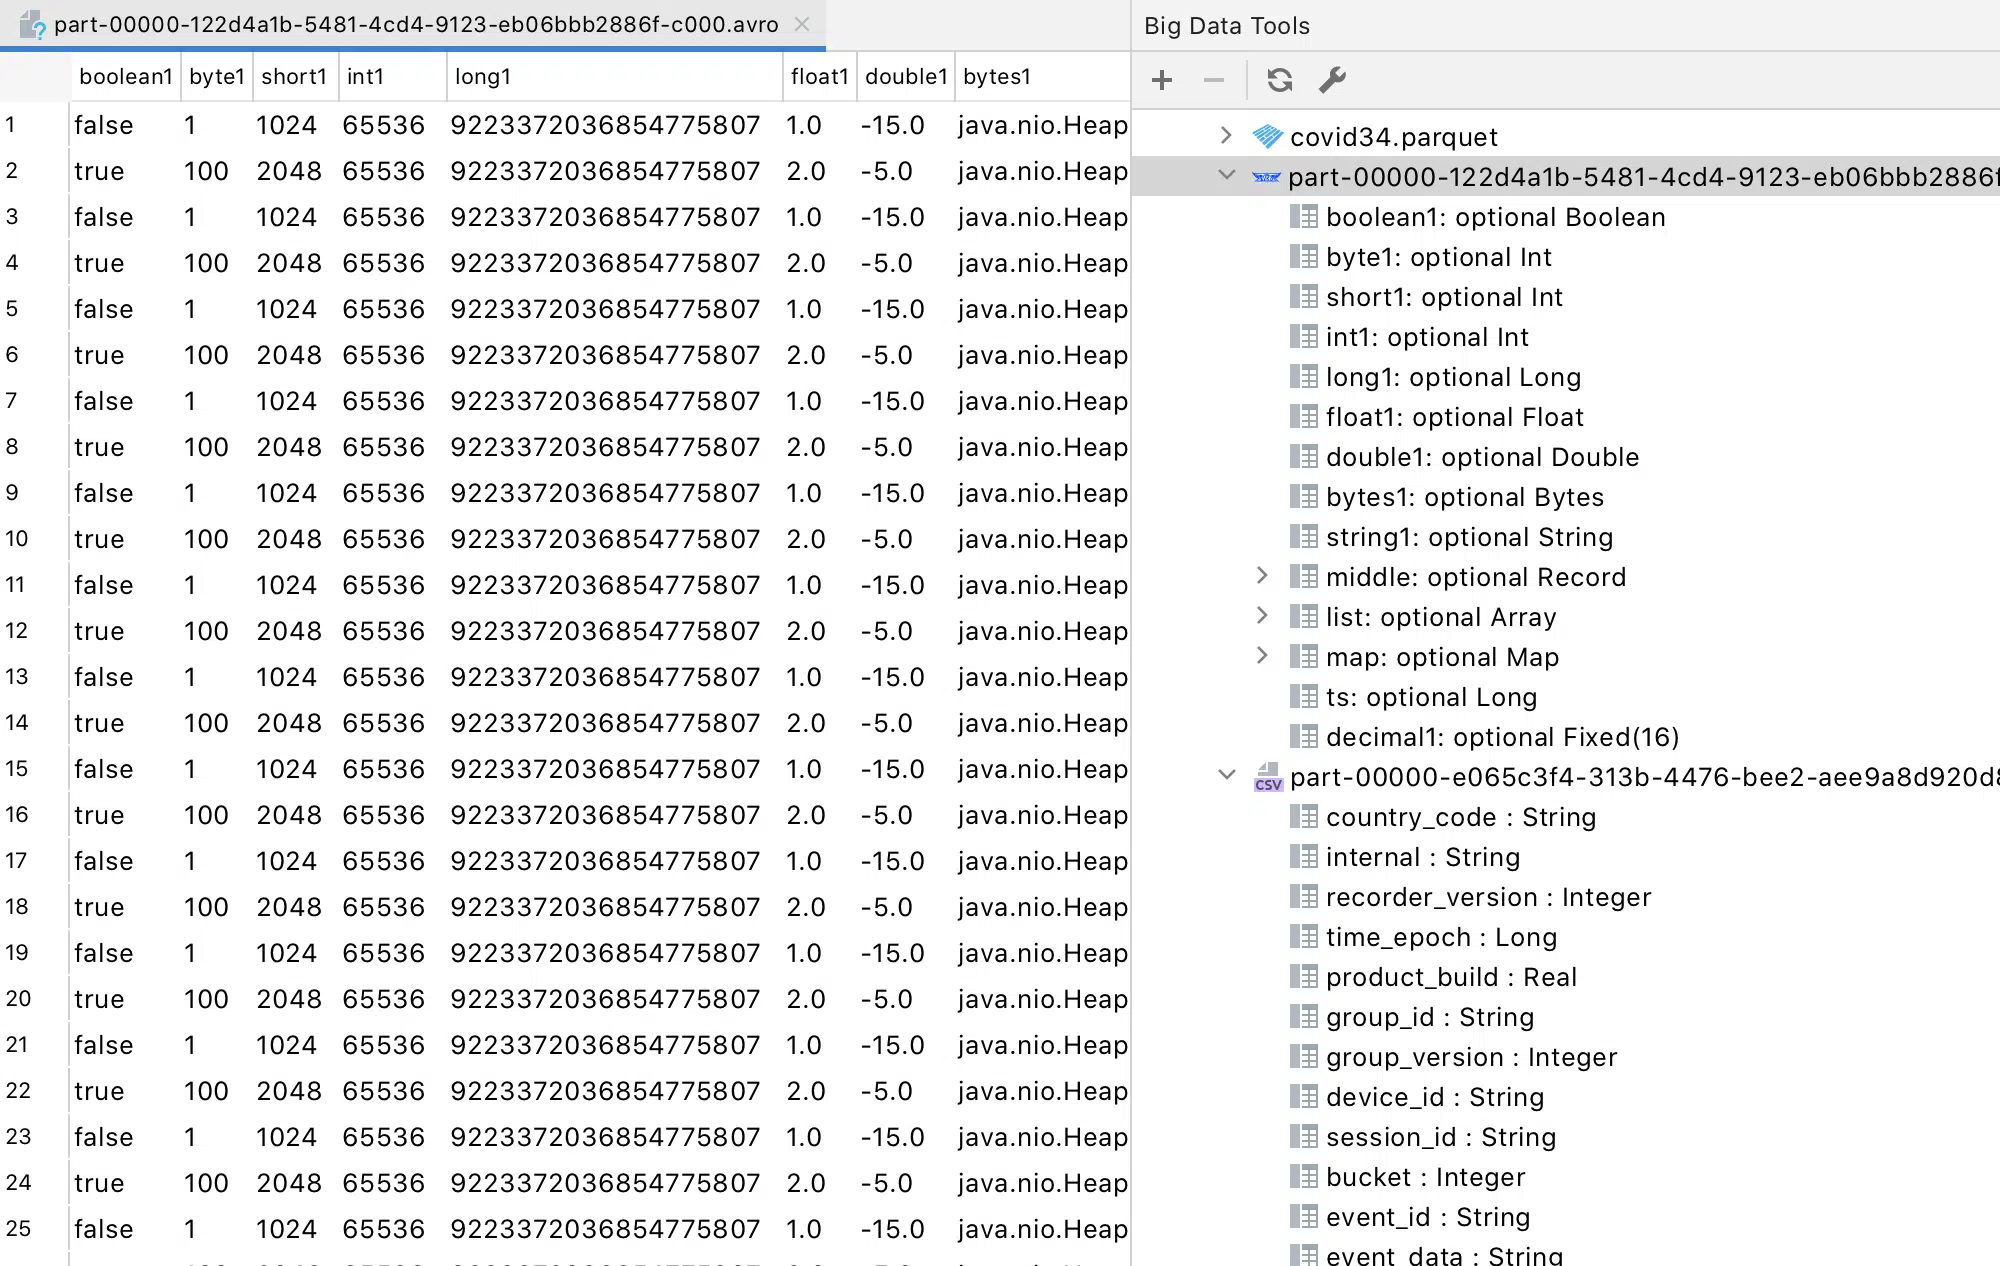 part-00000-122d4a1b-5481-4cd4-9123-eb06bbb2886f-c000.avro
boolean1 byte1 short1 int1 long1 float1 double1 bytes1
1 false 1 1024 65536 9223372036854775807 1.0 -15.0 java.nio.Heap
2 true 100 2048 65536 9223372036854775807 2.0 -5.0 java.nio.Heap
3 false 1 1024 65536 9223372036854775807 1.0 -15.0 java.nio.Heap
4 true 100 2048 65536 9223372036854775807 2.0 -5.0 java.nio.Heap
5 false 1 1024 65536 9223372036854775807 1.0 -15.0 java.nio.Heap
6 true 100 2048 65536 9223372036854775807 2.0 -5.0 java.nio.Heap
7 false 1 1024 65536 9223372036854775807 1.0 -15.0 java.nio.Heap
8 true 100 2048 65536 9223372036854775807 2.0 -5.0 java.nio.Heap
9 false 1 1024 65536 9223372036854775807 1.0 -15.0 java.nio.Heap
10 true 100 2048 65536 9223372036854775807 2.0 -5.0 java.nio.Heap
11 false 1 1024 65536 9223372036854775807 1.0 -15.0 java.nio.Heap
12 true 100 2048 65536 9223372036854775807 2.0 -5.0 java.nio.Heap
13 false 1 1024 65536 9223372036854775807 1.0 -15.0 java.nio.Heap
14 true 100 2048 65536 9223372036854775807 2.0 -5.0 java.nio.Heap
15 false 1 1024 65536 9223372036854775807 1.0 -15.0 java.nio.Heap
16 true 100 2048 65536 9223372036854775807 2.0 -5.0 java.nio.Heap
17 false 1 1024 65536 9223372036854775807 1.0 -15.0 java.nio.Heap
18 true 100 2048 65536 9223372036854775807 2.0 -5.0 java.nio.Heap
19 false 1 1024 65536 9223372036854775807 1.0 -15.0 java.nio.Heap
20 true 100 2048 65536 9223372036854775807 2.0 -5.0 java.nio.Heap
21 false 1 1024 65536 9223372036854775807 1.0 -15.0 java.nio.Heap
22 true 100 2048 65536 9223372036854775807 2.0 -5.0 java.nio.Heap
23 false 1 1024 65536 9223372036854775807 1.0 -15.0 java.nio.Heap
24 true 100 2048 65536 9223372036854775807 2.0 -5.0 java.nio.Heap
25 false 1 1024 65536 9223372036854775807 1.0 -15.0 java.nio.Heap
Big Data Tools
covid34.parquet
part-00000-122d4a1b-5481-4cd4-9123-eb06bbb2886f
boolean1: optional Boolean
byte1: optional Int
short1: optional Int
int1: optional Int
long1: optional Long
float1: optional Float
double1: optional Double
bytes1: optional Bytes
string1: optional String
middle: optional Record
list: optional Array
map: optional Map
ts: optional Long
decimal1: optional Fixed(16)
CSV part-00000-e065c3f4-313b-4476-bee2-aee9a8d920d8
country_code : String
internal : String
recorder_version : Integer
time_epoch : Long
product_build : Real
group_id : String
group_version : Integer
device_id : String
session_id : String
bucket : Integer
event_id : String
event_data : String